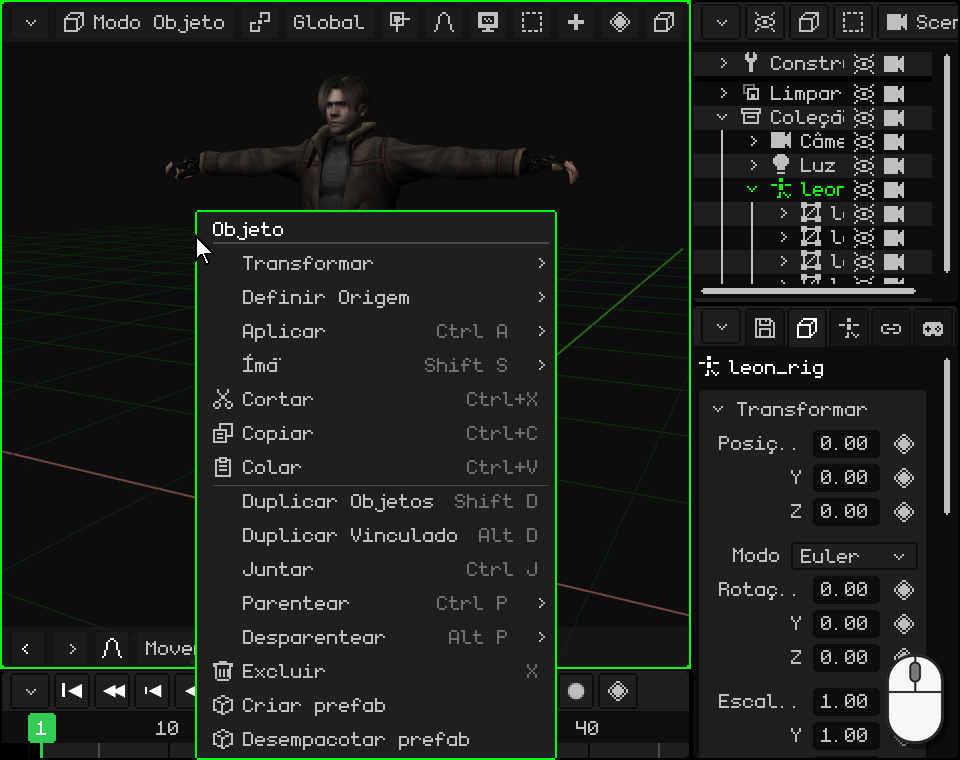 Modo Objeto
Global
Scen
Constru
Limpar
Coleçã
Câme
Luz
leon
Objeto
Transformar
Definir Origem
Aplicar Ctrl A
Ímã Shift S
Cortar Ctrl+X
Copiar Ctrl+C
Colar Ctrl+V
Duplicar Objetos Shift D
Duplicar Vinculado Alt D
Juntar Ctrl J
Parentear Ctrl P
Desparentear Alt P
Excluir X
Criar prefab
Desempacotar prefab
leon_rig
Transformar
Posiç.. 0.00
Y 0.00
Z 0.00
Modo Euler
Rotaç.. 0.00
Y 0.00
Z 0.00
Escal.. 1.00
Y 1.00
Mover
1 10 40